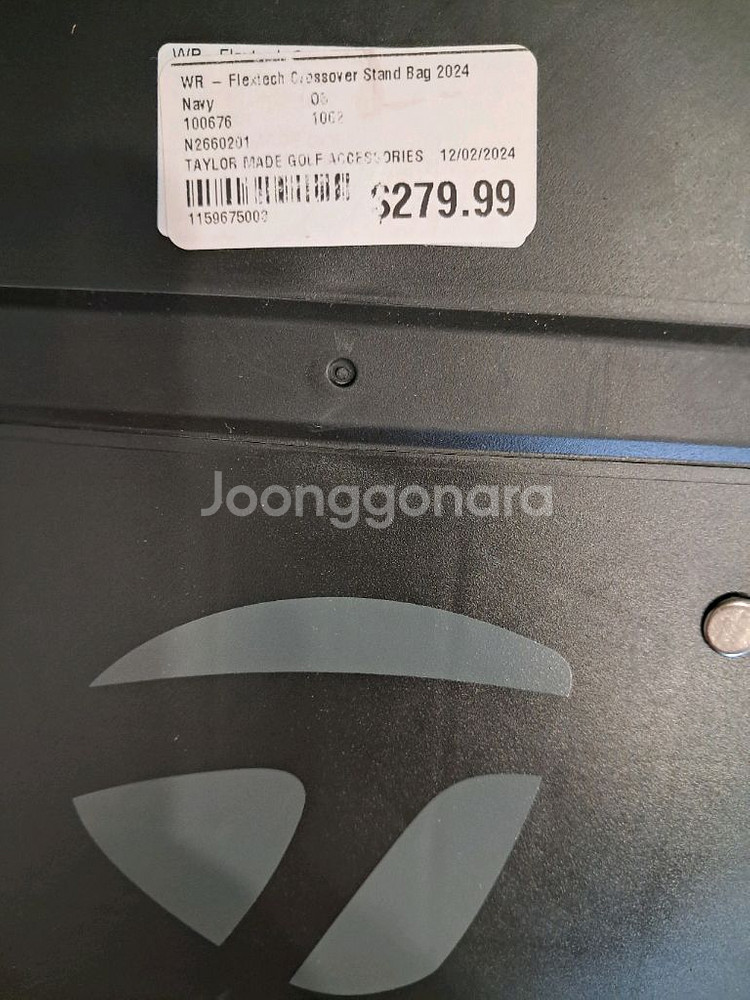 WR - Flextech Crossover Stand Bag 2024
Navy OS
100676
N2660201
TAYLOR MADE GOLF ACCESSORIES 12/02/2024
$279.99
Joonggonara